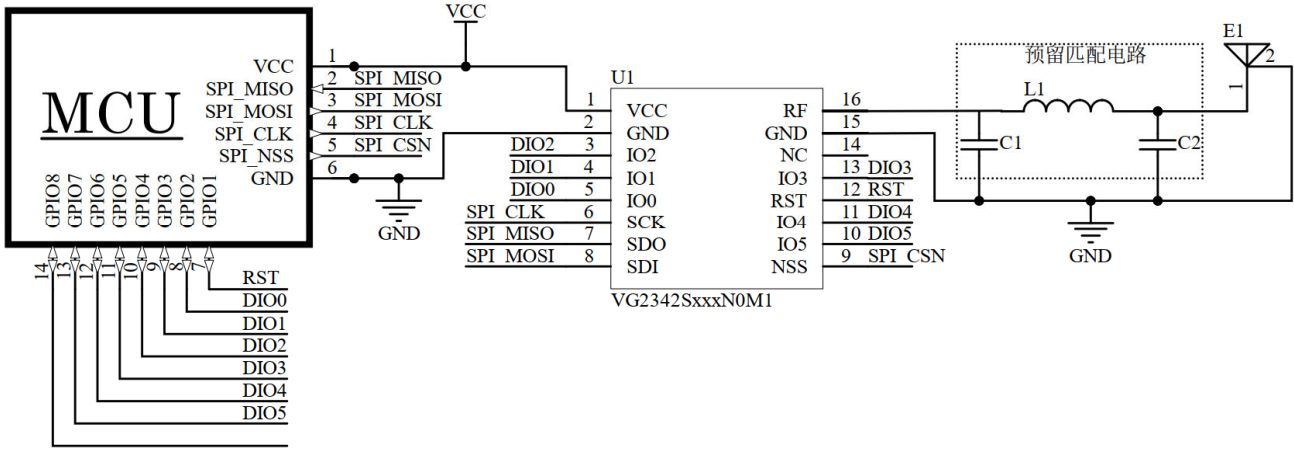 VCC
MCU
VCC
SPI_MISO
SPI_MOSI
SPI_CLK
SPI_NSS
GND
1
2
3
4
5
6
SPI_MISO
SPI_MOSI
SPI_CLK
SPI_CSN
GND
GPIO8
GPIO7
GPIO6
GPIO5
GPIO4
GPIO3
GPIO2
GPIO1
14
13
12
11
10
9
8
7
RST
DIO0
DIO1
DIO2
DIO3
DIO4
DIO5
U1
DIO2
DIO1
DIO0
SPI_CLK
SPI_MISO
SPI_MOSI
1
2
3
4
5
6
7
8
VCC
GND
IO2
IO1
IO0
SCK
SDO
SDI
RF
GND
NC
IO3
RST
IO4
IO5
NSS
16
15
14
13
12
11
10
9
DIO3
RST
DIO4
DIO5
SPI_CSN
VG2342SxxxN0M1
预留匹配电路
L1
C1
C2
GND
E1
1
2